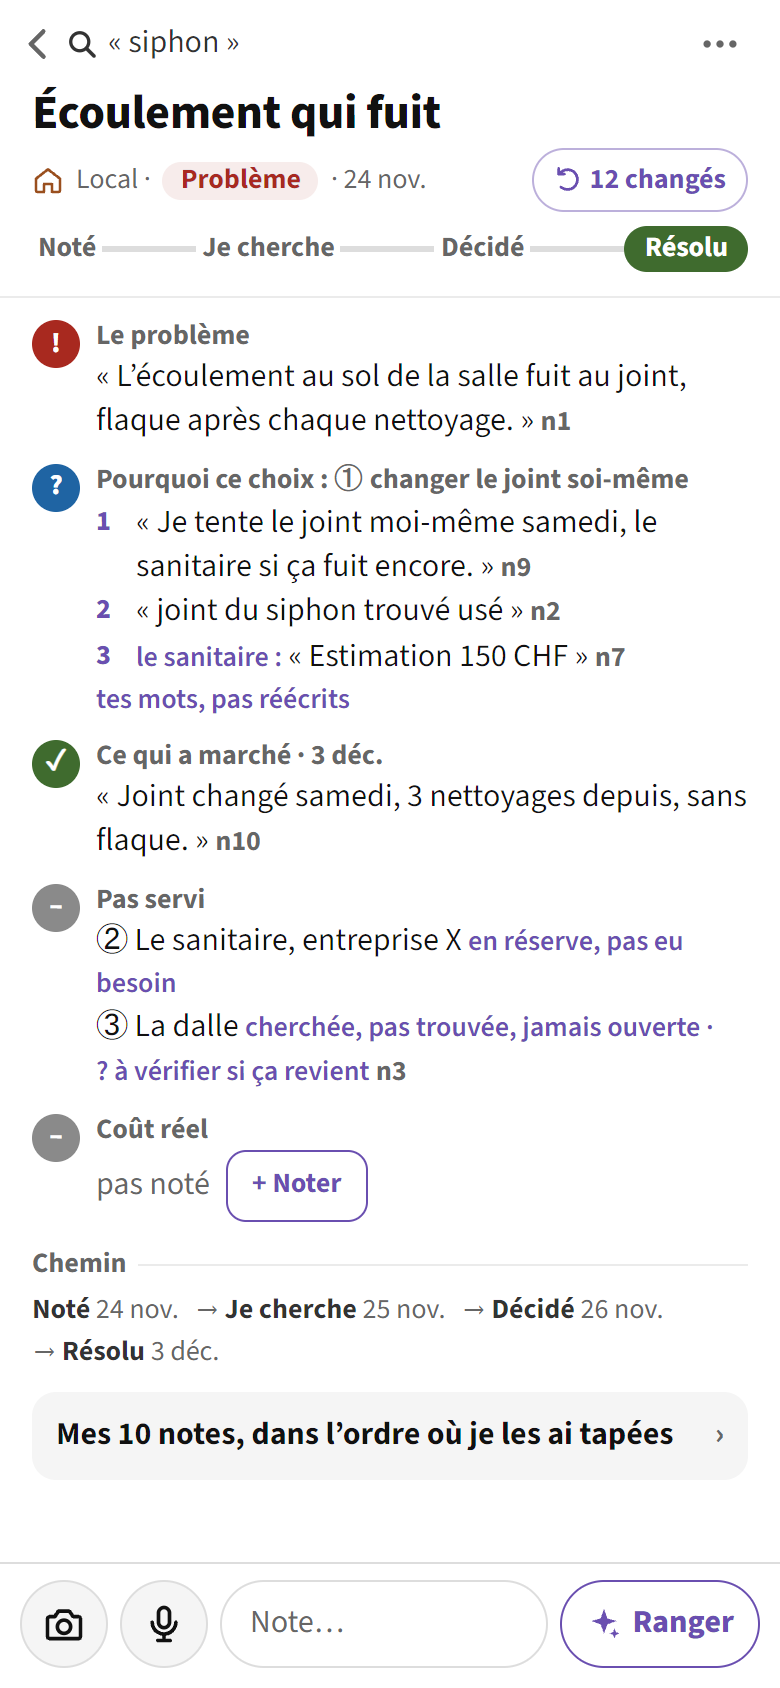 « siphon »
Écoulement qui fuit
Local · Problème · 24 nov. 12 changés
Noté Je cherche Décidé Résolu
! Le problème
« L’écoulement au sol de la salle fuit au joint,
flaque après chaque nettoyage. » n1
? Pourquoi ce choix : ① changer le joint soi-même
1 « Je tente le joint moi-même samedi, le
sanitaire si ça fuit encore. » n9
2 « joint du siphon trouvé usé » n2
3 le sanitaire : « Estimation 150 CHF » n7
tes mots, pas réécrits
✓ Ce qui a marché · 3 déc.
« Joint changé samedi, 3 nettoyages depuis, sans
flaque. » n10
– Pas servi
② Le sanitaire, entreprise X en réserve, pas eu
besoin
③ La dalle cherchée, pas trouvée, jamais ouverte ·
? à vérifier si ça revient n3
– Coût réel
pas noté + Noter
Chemin
Noté 24 nov. → Je cherche 25 nov. → Décidé 26 nov.
→ Résolu 3 déc.
Mes 10 notes, dans l’ordre où je les ai tapées ›
Note… Ranger